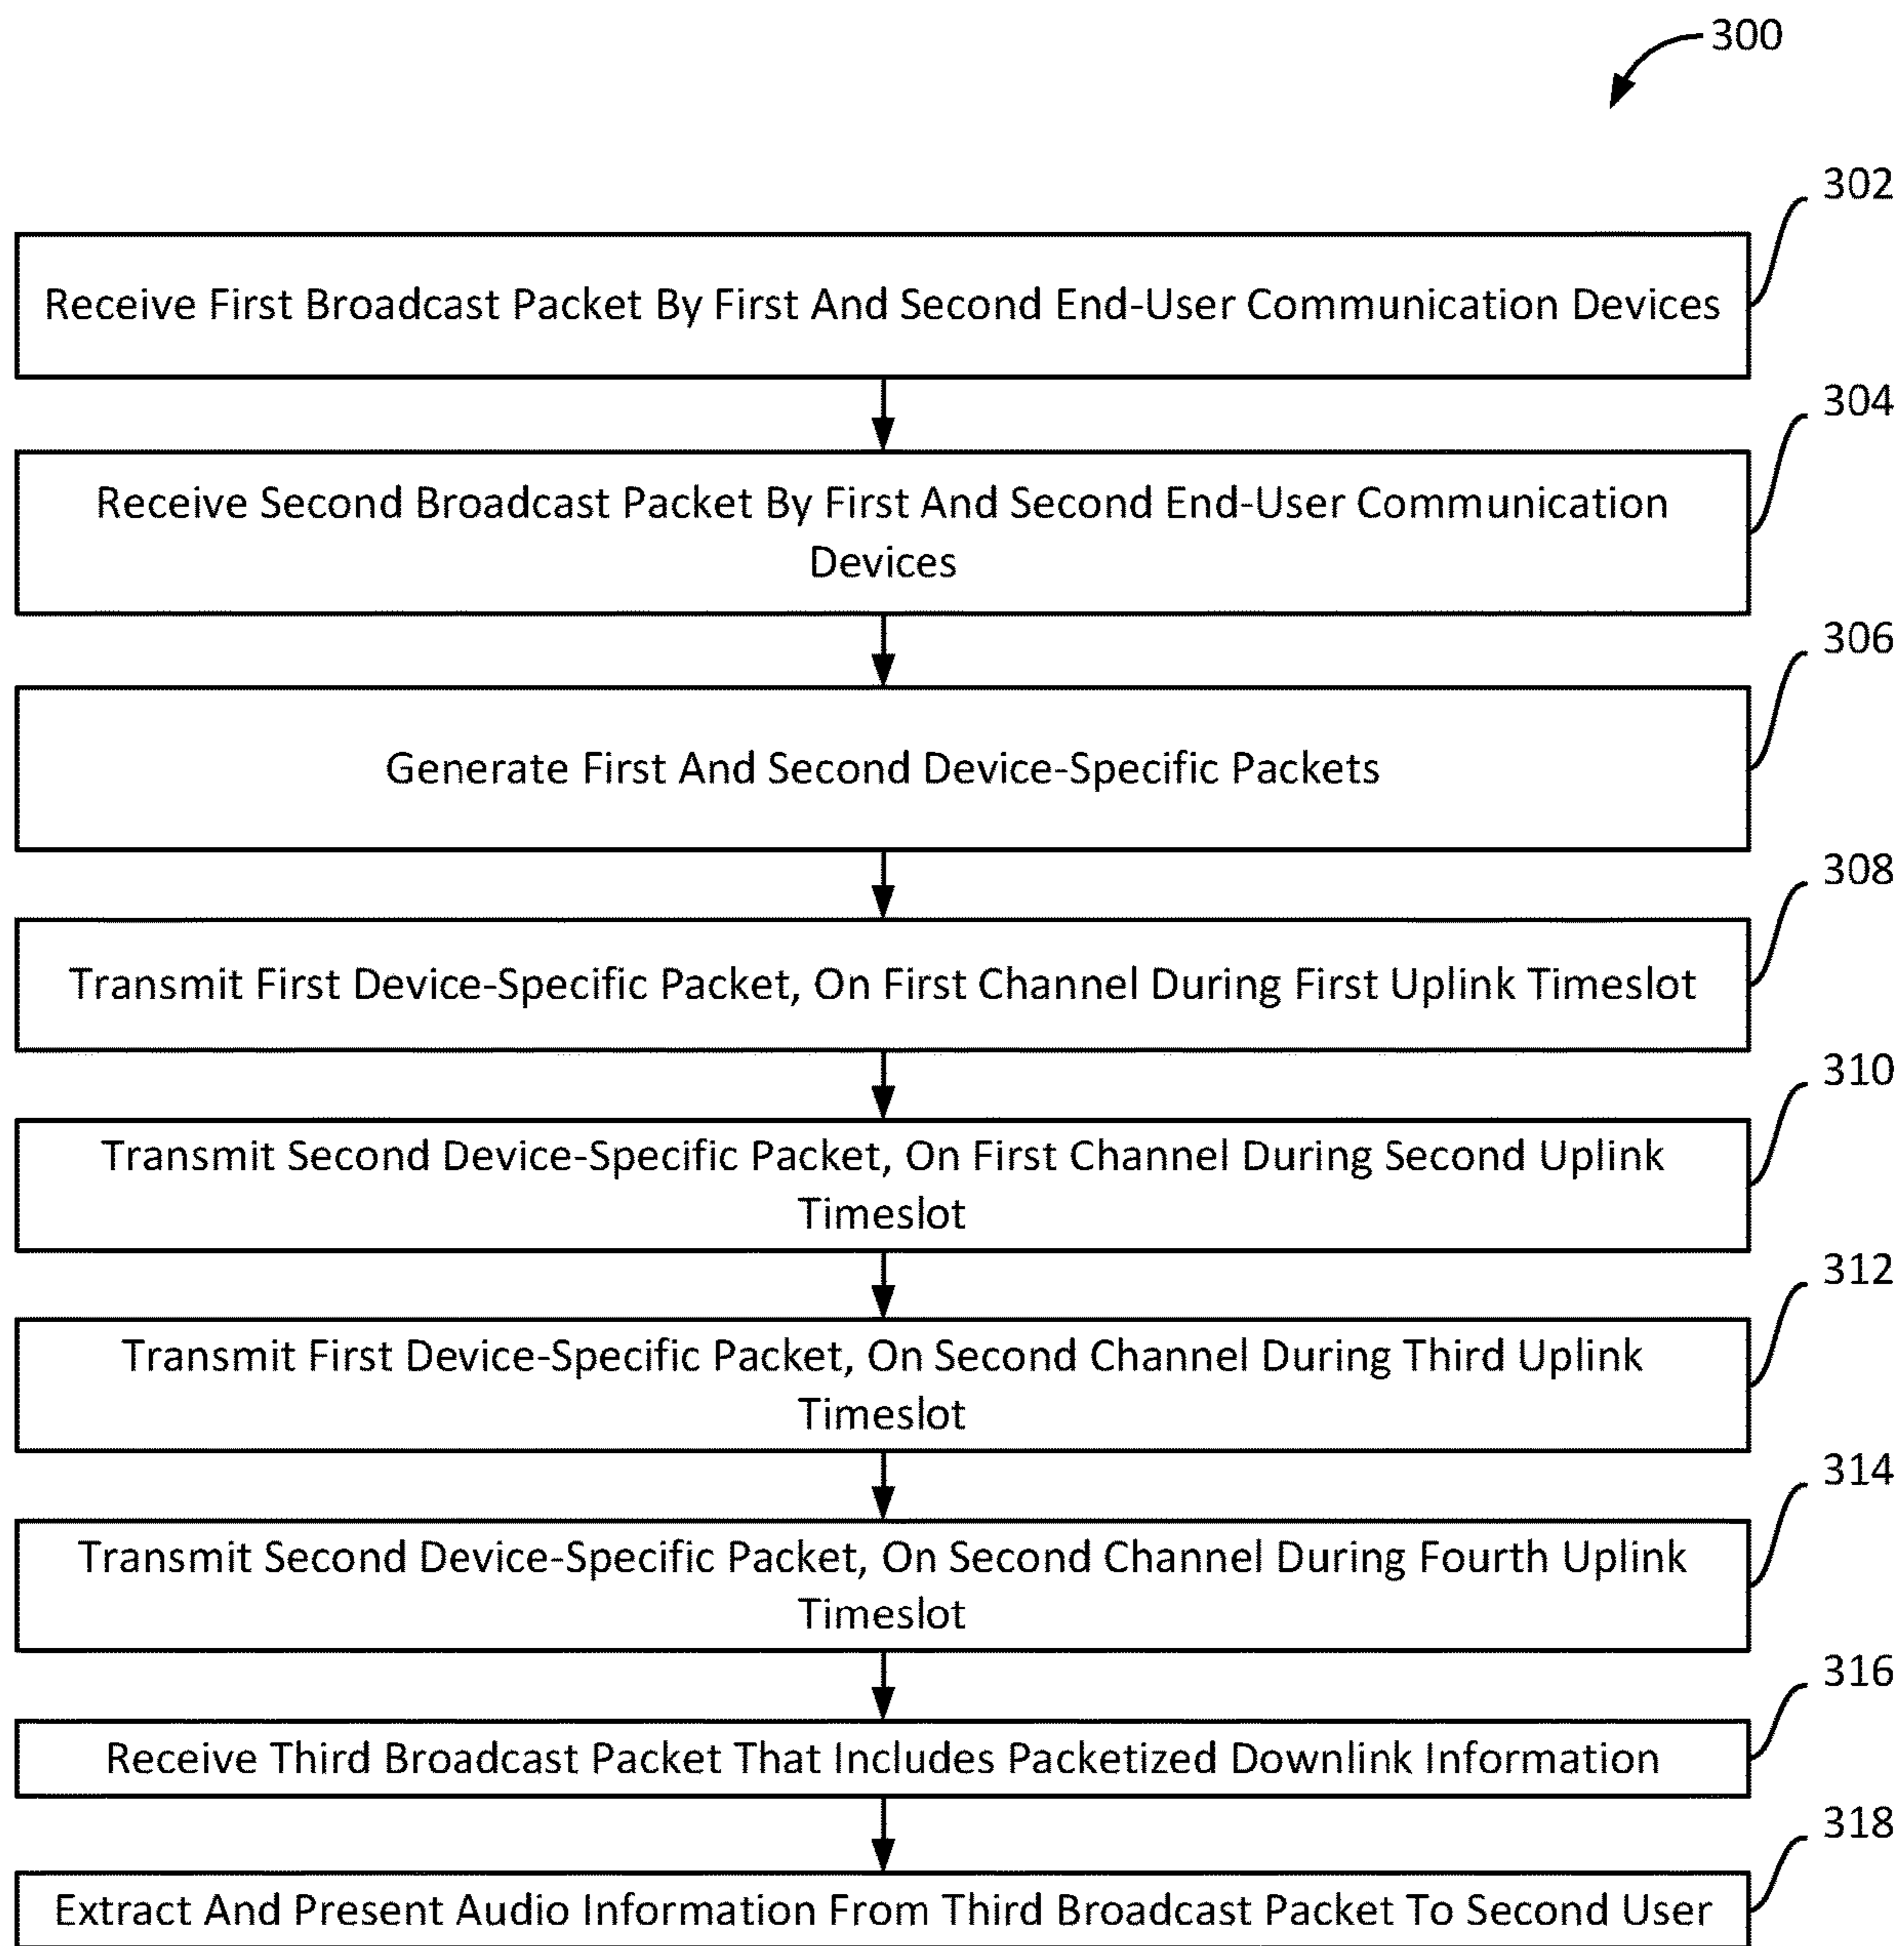 300
302
Receive First Broadcast Packet By First And Second End-User Communication Devices
304
Receive Second Broadcast Packet By First And Second End-User Communication
Devices
306
Generate First And Second Device-Specific Packets
308
Transmit First Device-Specific Packet, On First Channel During First Uplink Timeslot
310
Transmit Second Device-Specific Packet, On First Channel During Second Uplink
Timeslot
312
Transmit First Device-Specific Packet, On Second Channel During Third Uplink
Timeslot
314
Transmit Second Device-Specific Packet, On Second Channel During Fourth Uplink
Timeslot
316
Receive Third Broadcast Packet That Includes Packetized Downlink Information
318
Extract And Present Audio Information From Third Broadcast Packet To Second User